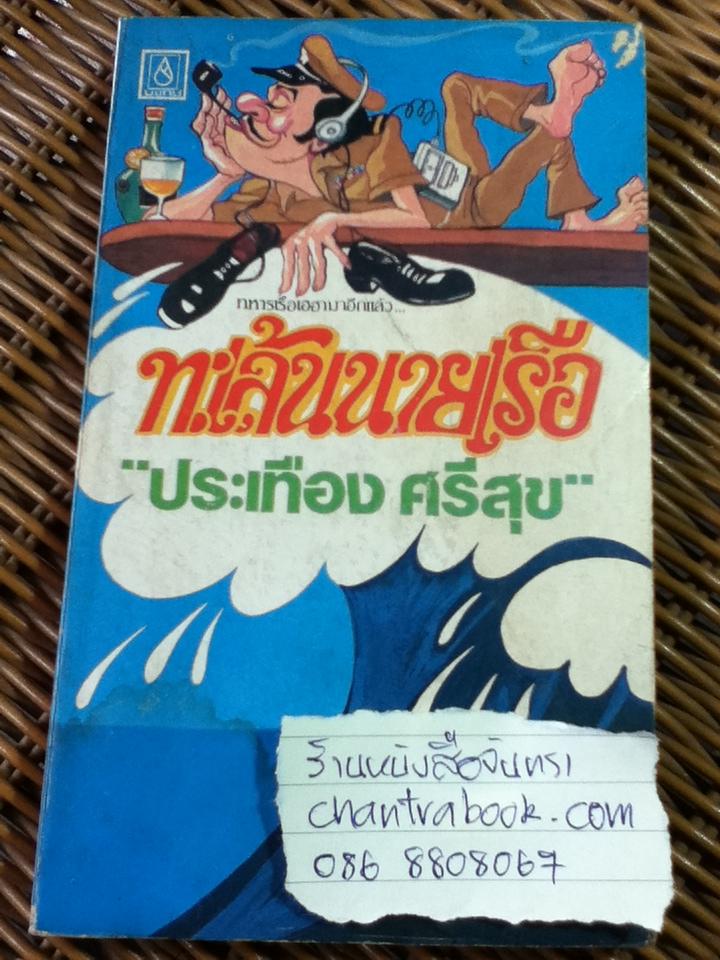 ทหารเรือเฮฮามาอีกแล้ว...
ทะเล้นนายเรือ
"ประเทือง ศรีสุข"
ร้านหนังสือจันทรา
chantrabook.com
086 8808067